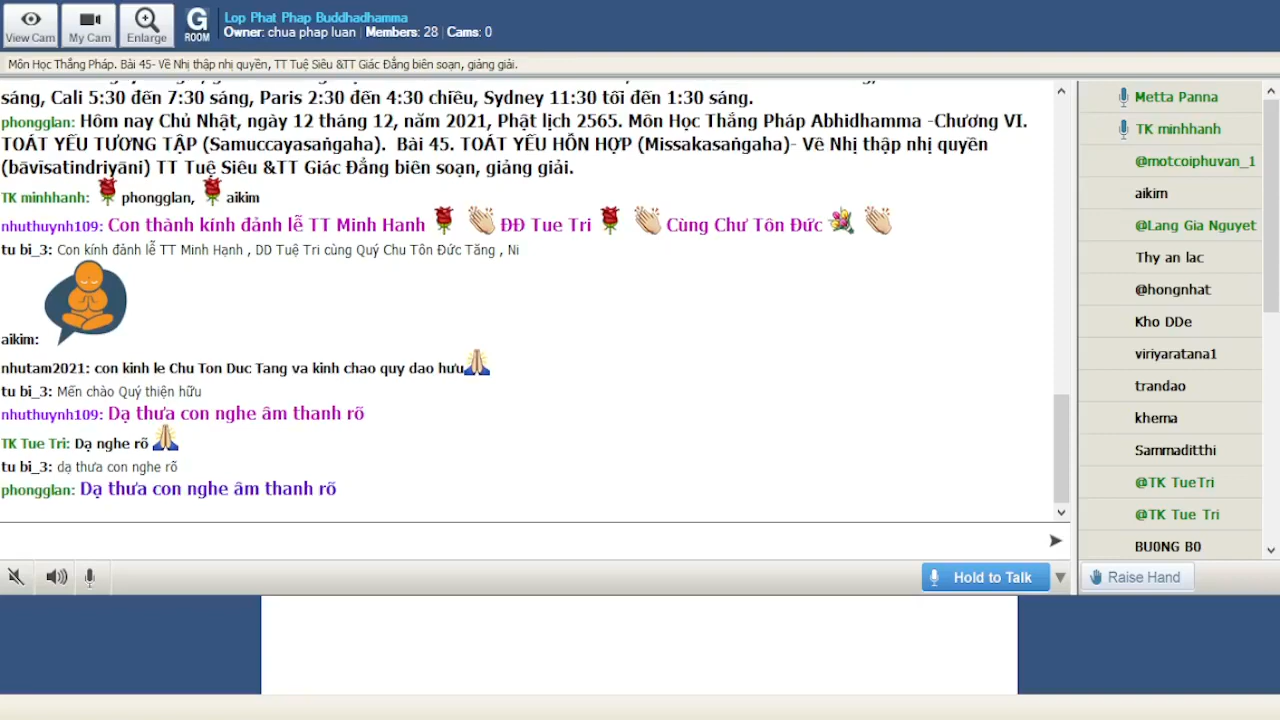 View Cam
My Cam
Enlarge
G
ROOM
Lop Phat Phap Buddhadhamma
Owner: chua phap luan | Members: 28 | Cams: 0
Môn Học Thắng Pháp. Bài 45- Về Nhị thập nhị quyền, TT Tuệ Siêu &TT Giác Đẳng biên soạn, giảng giải.
sáng, Cali 5:30 đến 7:30 sáng, Paris 2:30 đến 4:30 chiều, Sydney 11:30 tối đến 1:30 sáng.
phongglan: Hôm nay Chủ Nhật, ngày 12 tháng 12, năm 2021, Phật lịch 2565. Môn Học Thắng Pháp Abhidhamma -Chương VI.
TOÁT YẾU TƯƠNG TẬP (Samuccayasaṅgaha). Bài 45. TOÁT YẾU HỖN HỢP (Missakasaṅgaha)- Về Nhị thập nhị quyền
(bāvīsatindriyāni) TT Tuệ Siêu &TT Giác Đẳng biên soạn, giảng giải.
TK minhhanh: phongglan, aikim
nhuthuynh109: Con thành kính đảnh lễ TT Minh Hanh ĐĐ Tue Tri Cùng Chư Tôn Đức
tu bi_3: Con kính đảnh lễ TT Minh Hạnh , DD Tuệ Tri cùng Quý Chu Tôn Đức Tăng , Ni
aikim:
nhutam2021: con kinh le Chu Ton Duc Tang va kinh chao quy dao hưu
tu bi_3: Mến chào Quý thiện hữu
nhuthuynh109: Dạ thưa con nghe âm thanh rõ
TK Tue Tri: Dạ nghe rõ
tu bi_3: dạ thưa con nghe rõ
phongglan: Dạ thưa con nghe âm thanh rõ
Metta Panna
TK minhhanh
@motcoiphuvan_1
aikim
@Lang Gia Nguyet
Thy an lac
@hongnhat
Kho DDe
viriyaratana1
trandao
khema
Sammaditthi
@TK TueTri
@TK Tue Tri
BU0NG B0
Hold to Talk
Raise Hand